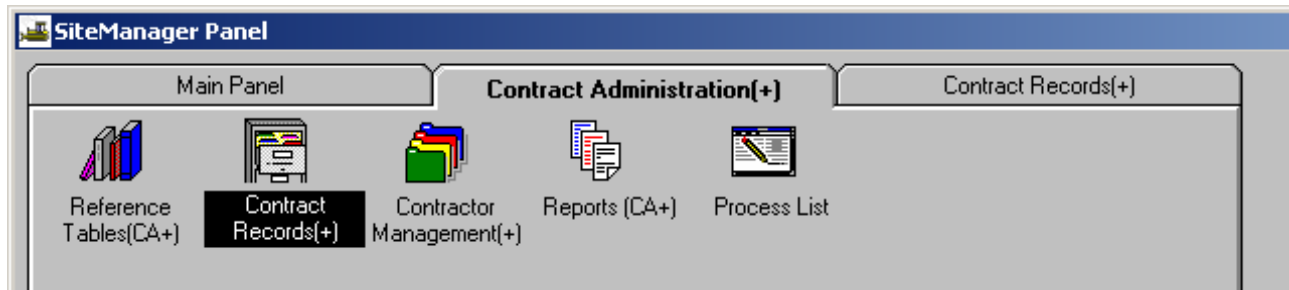 SiteManager Panel
Main Panel
Contract Administration(+)
Contract Records(+)
Reference
Tables(CA+)
Contract
Records(+)
Contractor
Management(+)
Reports (CA+)
Process List